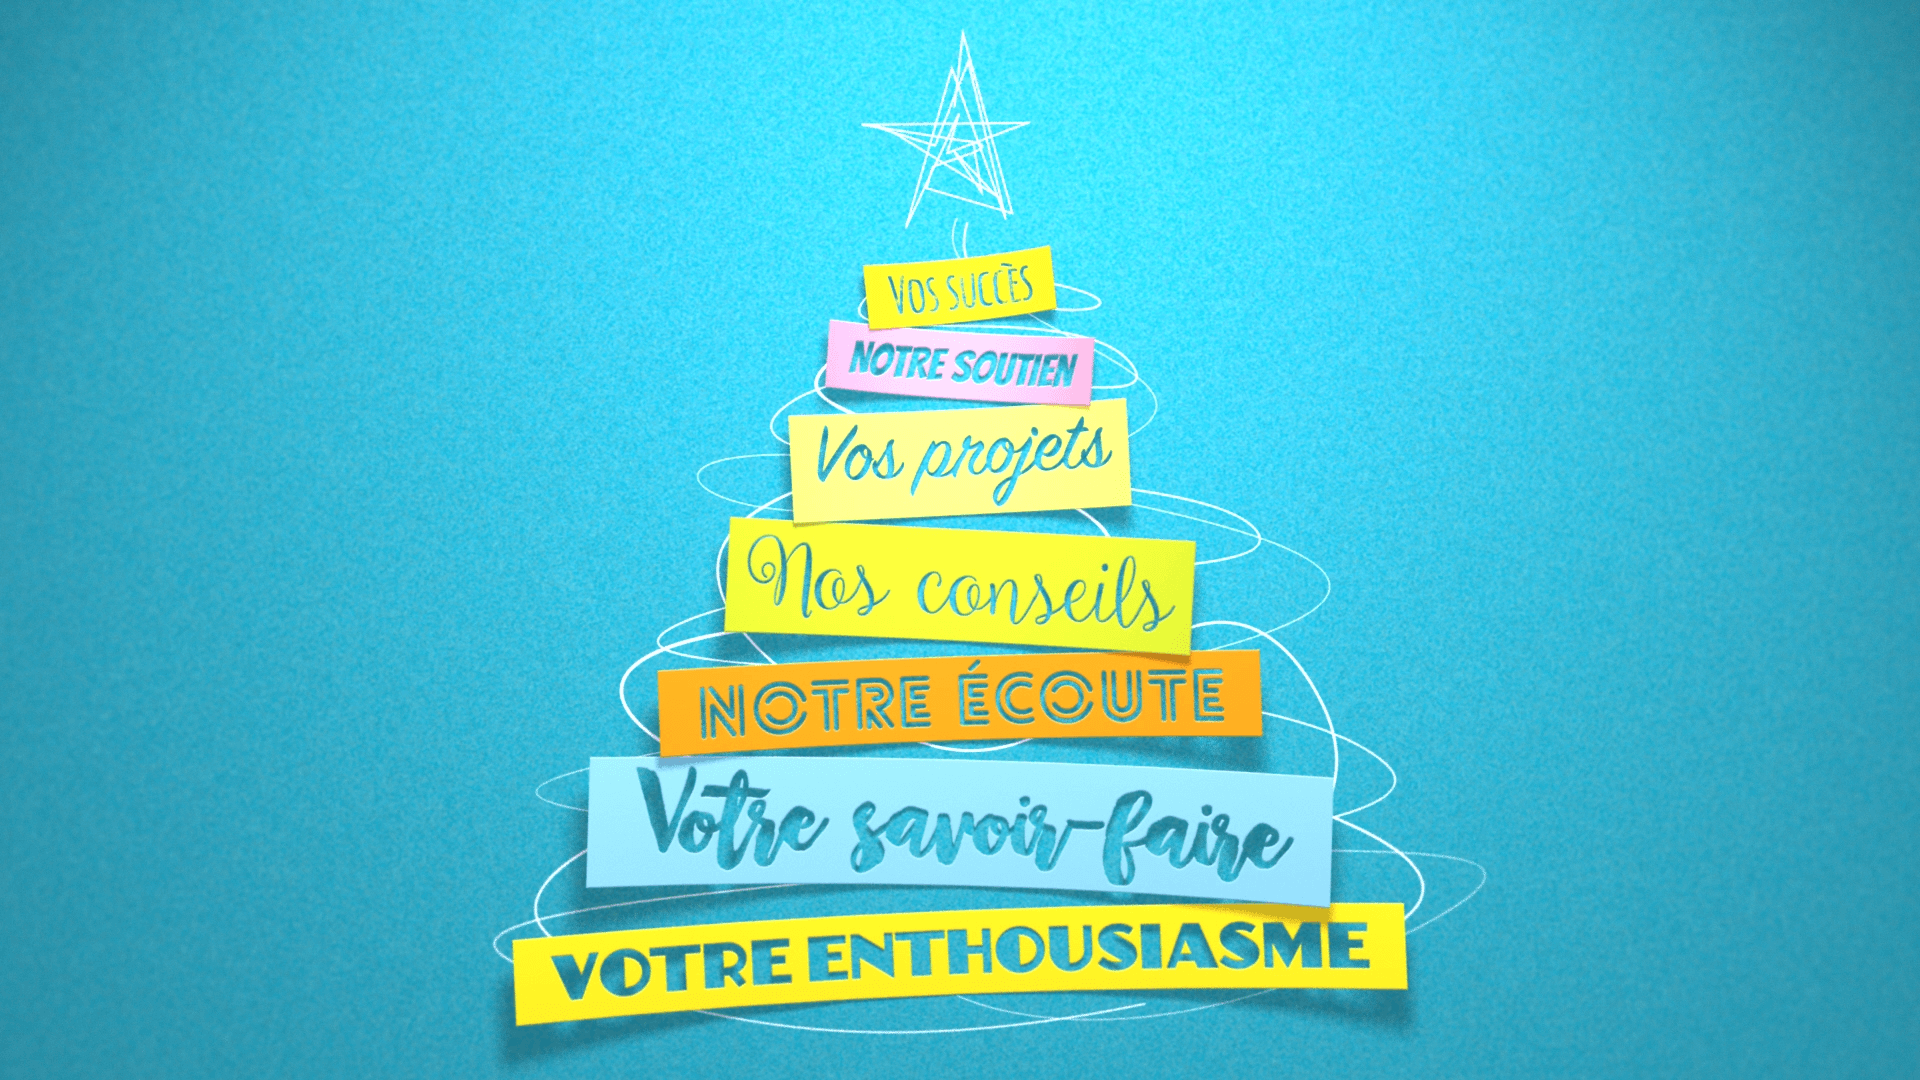 Vos succès
NOTRE SOUTIEN
Vos projets
Nos conseils
NOTRE ÉCOUTE
Votre savoir-faire
VOTRE ENTHOUSIASME